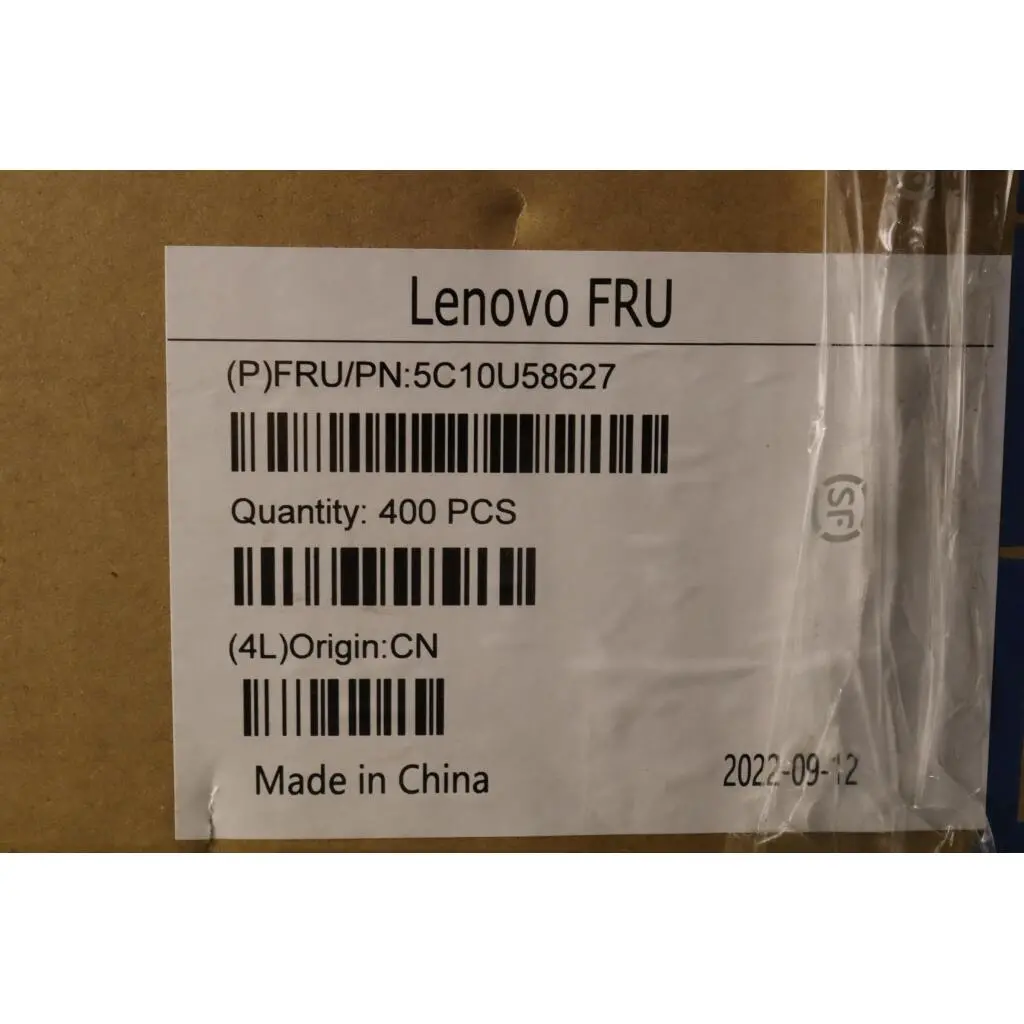 Lenovo FRU
(P)FRU/PN:5C10U58627
Quantity: 400 PCS
(SF)
(4L)Origin:CN
Made in China
2022-09-12